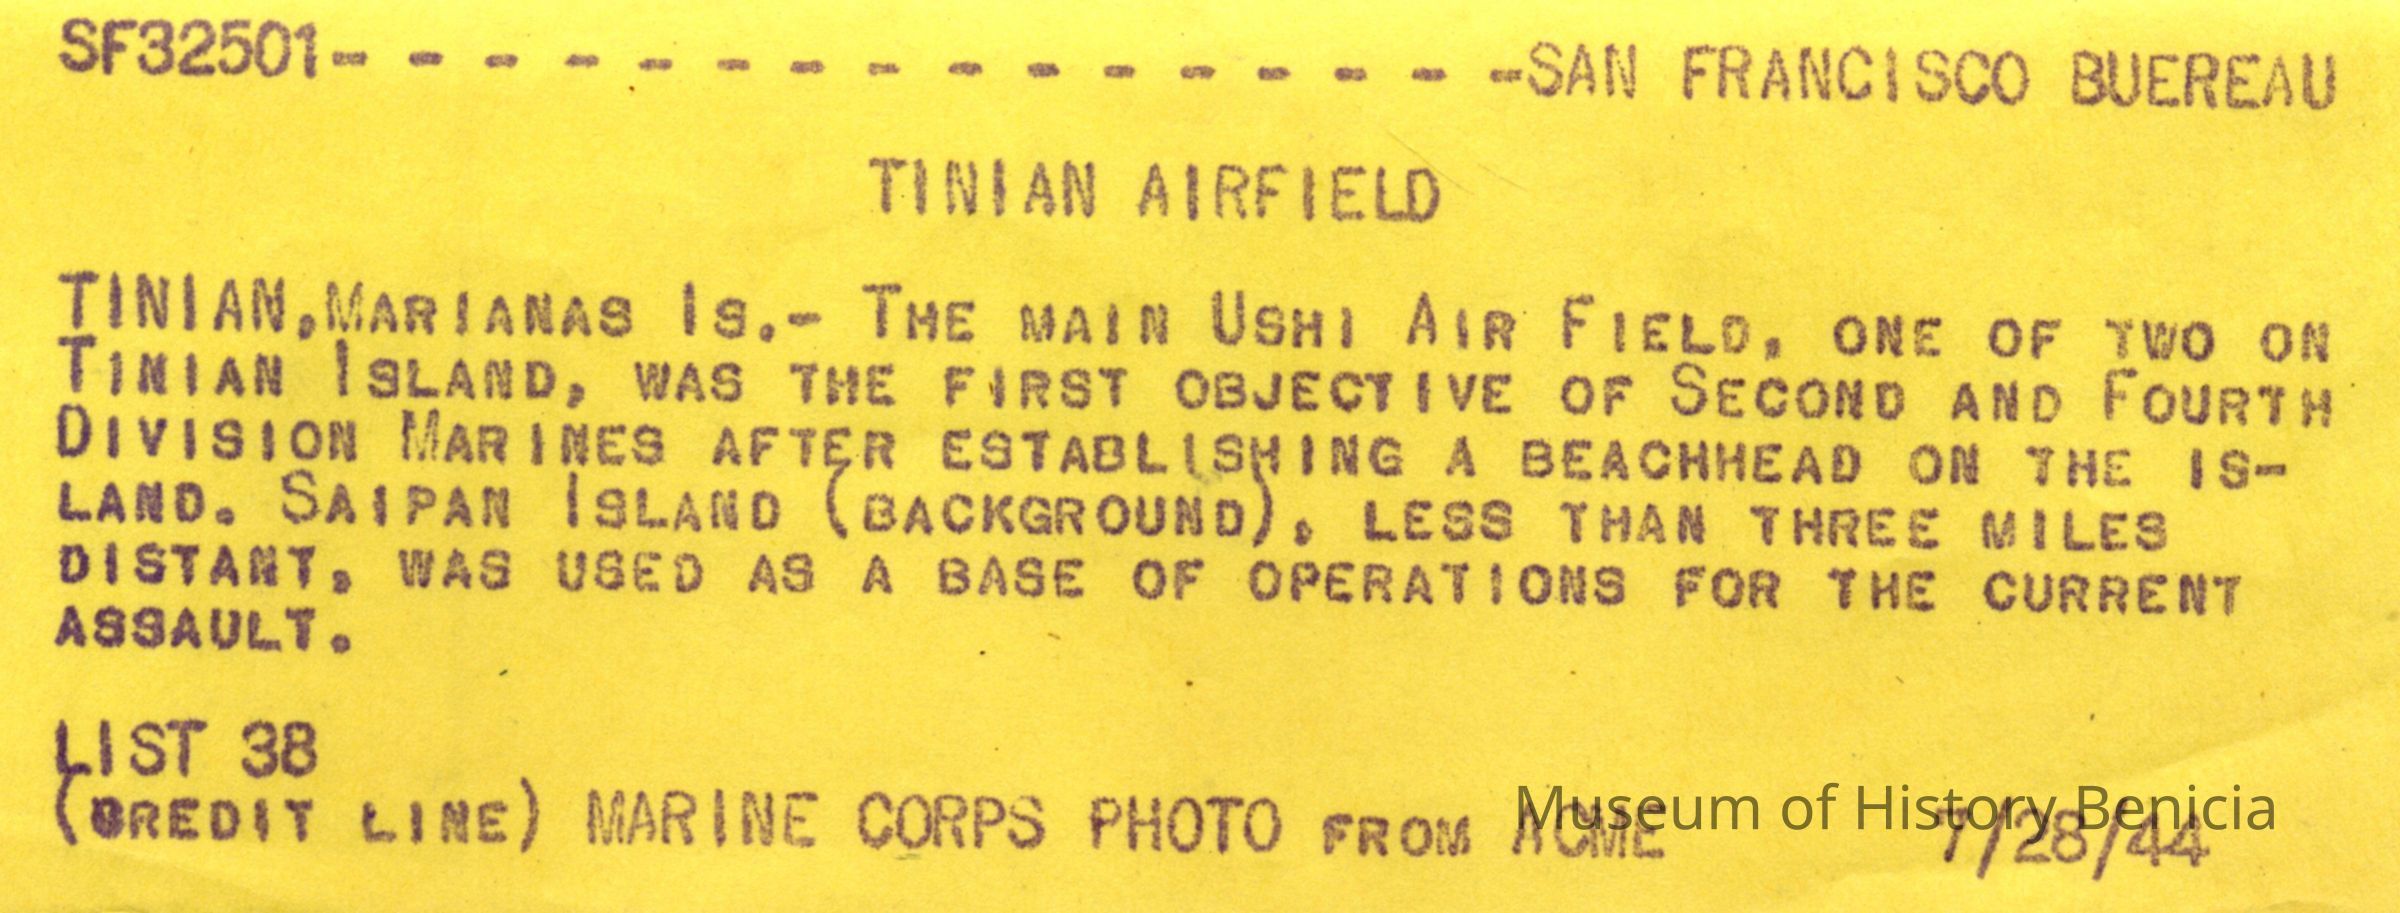 SF32501- - - - - - - - - - - - - - - -SAN FRANCISCO BUEREAU
TINIAN AIRFIELD
TINIAN,MARIANAS IS.- THE MAIN USHI AIR FIELD, ONE OF TWO ON
TINIAN ISLAND, WAS THE FIRST OBJECTIVE OF SECOND AND FOURTH
DIVISION MARINES AFTER ESTABLISHING A BEACHHEAD ON THE IS-
LAND. SAIPAN ISLAND (BACKGROUND), LESS THAN THREE MILES
DISTANT, WAS USED AS A BASE OF OPERATIONS FOR THE CURRENT
ASSAULT.
LIST 38
(CREDIT LINE) MARINE CORPS PHOTO FROM ACME 7/28/44
Museum of History Benicia